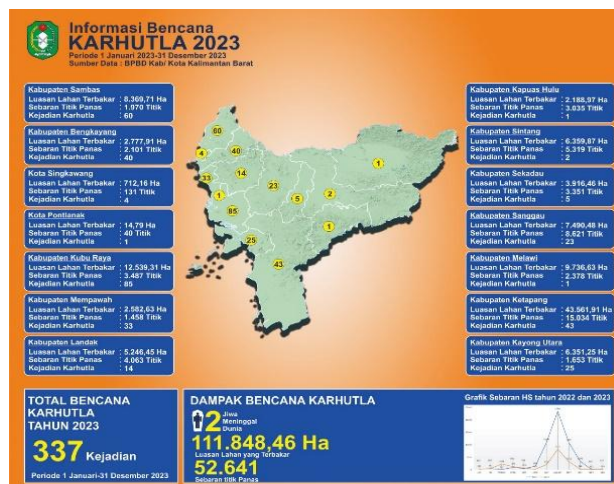 Informasi Bencana
KARHUTLA 2023
Periode 1 Januari 2023-31 Desember 2023
Sumber Data : BPBD Kab/ Kota Kalimantan Barat
Kabupaten Sambas
Luasan Lahan Terbakar : 8.369,71 Ha
Sebaran Titik Panas : 1.970 Titik
Kejadian Karhutla : 60
Kabupaten Bengkayang
Luasan Lahan Terbakar : 2.777,91 Ha
Sebaran Titik Panas : 2.101 Titik
Kejadian Karhutla : 40
Kota Singkawang
Luasan Lahan Terbakar : 712,16 Ha
Sebaran Titik Panas : 131 Titik
Kejadian Karhutla : 4
Kota Pontianak
Luasan Lahan Terbakar : 14,79 Ha
Sebaran Titik Panas : 40 Titik
Kejadian Karhutla : 1
Kabupaten Kubu Raya
Luasan Lahan Terbakar : 12.539,31 Ha
Sebaran Titik Panas : 3.487 Titik
Kejadian Karhutla : 85
Kabupaten Mempawah
Luasan Lahan Terbakar : 2.582,63 Ha
Sebaran Titik Panas : 1.458 Titik
Kejadian Karhutla : 33
Kabupaten Landak
Luasan Lahan Terbakar : 5.246,45 Ha
Sebaran Titik Panas : 4.063 Titik
Kejadian Karhutla : 14
60
4
40
33
14
1
23
5
2
1
85
1
25
43
Kabupaten Kapuas Hulu
Luasan Lahan Terbakar : 2.188,97 Ha
Sebaran Titik Panas : 3.035 Titik
Kejadian Karhutla : 1
Kabupaten Sintang
Luasan Lahan Terbakar : 6.359,87 Ha
Sebaran Titik Panas : 5.319 Titik
Kejadian Karhutla : 2
Kabupaten Sekadau
Luasan Lahan Terbakar : 3.916,46 Ha
Sebaran Titik Panas : 3.351 Titik
Kejadian Karhutla : 5
Kabupaten Sanggau
Luasan Lahan Terbakar : 7.490,48 Ha
Sebaran Titik Panas : 8.621 Titik
Kejadian Karhutla : 23
Kabupaten Melawi
Luasan Lahan Terbakar : 9.736,63 Ha
Sebaran Titik Panas : 2.378 Titik
Kejadian Karhutla : 1
Kabupaten Ketapang
Luasan Lahan Terbakar : 43.561,91 Ha
Sebaran Titik Panas : 15.034 Titik
Kejadian Karhutla : 43
Kabupaten Kayong Utara
Luasan Lahan Terbakar : 6.351,25 Ha
Sebaran Titik Panas : 1.653 Titik
Kejadian Karhutla : 25
TOTAL BENCANA
KARHUTLA
TAHUN 2023
337 Kejadian
Periode 1 Januari-31 Desember 2023
DAMPAK BENCANA KARHUTLA
2 Jiwa Meninggal Dunia
111.848,46 Ha
Luasan Lahan yang Terbakar
52.641
Sebaran titik Panas
Grafik Sebaran HS tahun 2022 dan 2023